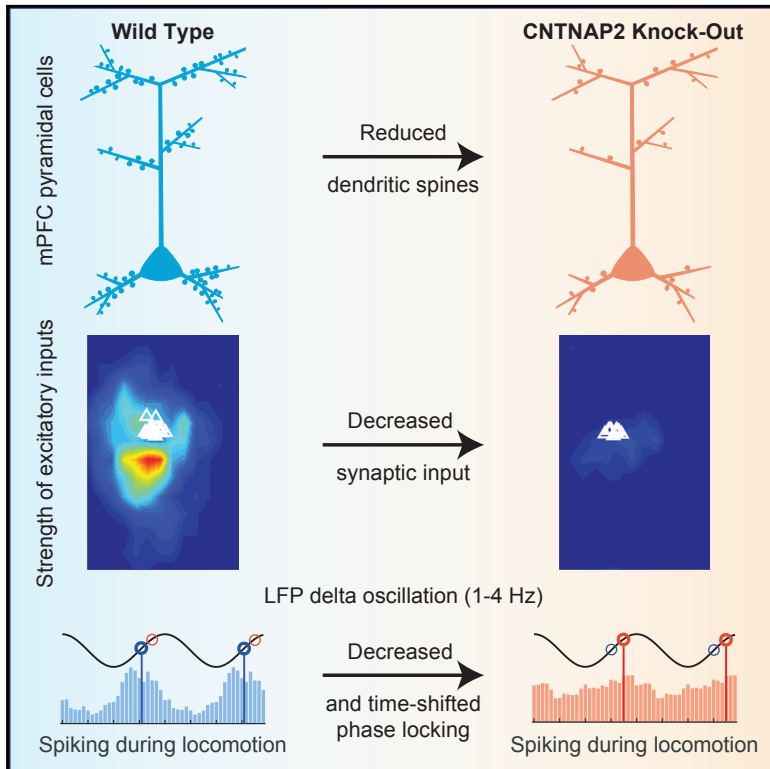 Wild Type
CNTNAP2 Knock-Out
mPFC pyramidal cells
Reduced
dendritic spines
Strength of excitatory inputs
Decreased
synaptic input
LFP delta oscillation (1-4 Hz)
Decreased
and time-shifted
phase locking
Spiking during locomotion
Spiking during locomotion